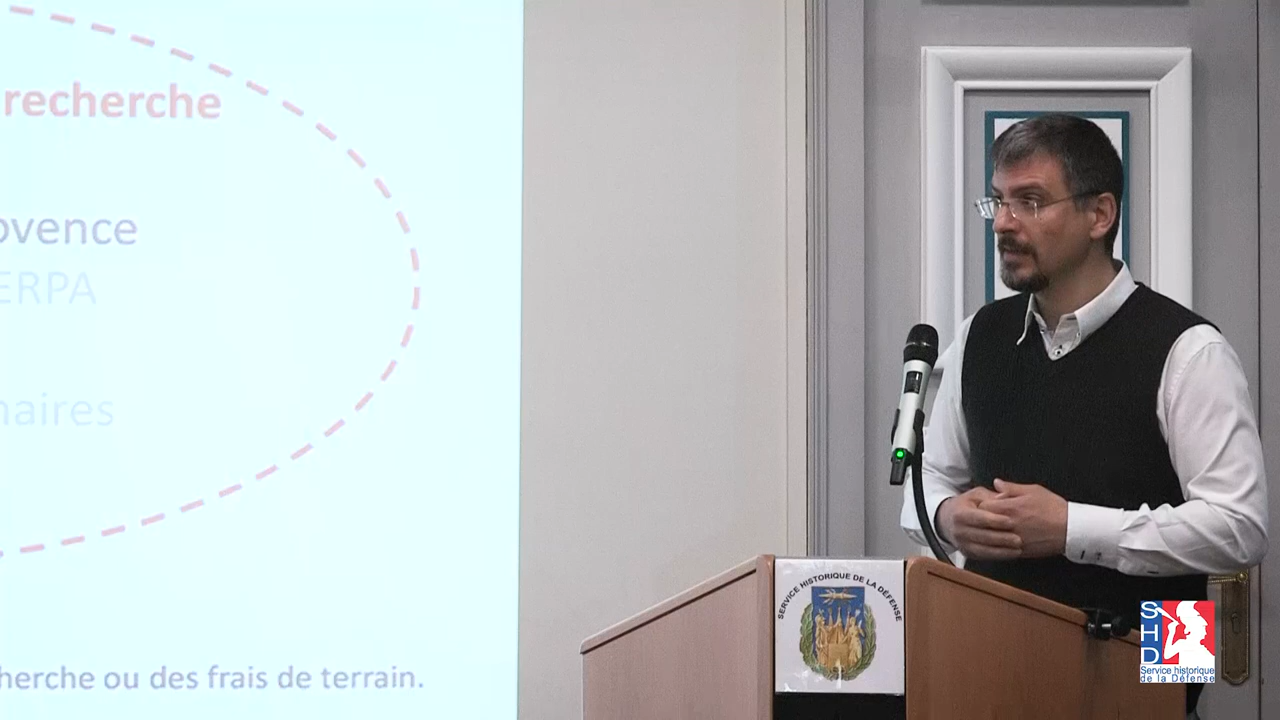 recherche
ovence
ERPA
naires
herche ou des frais de terrain.
SERVICE HISTORIQUE DE LA DÉFENSE
SHD
Service historique
de la Défense